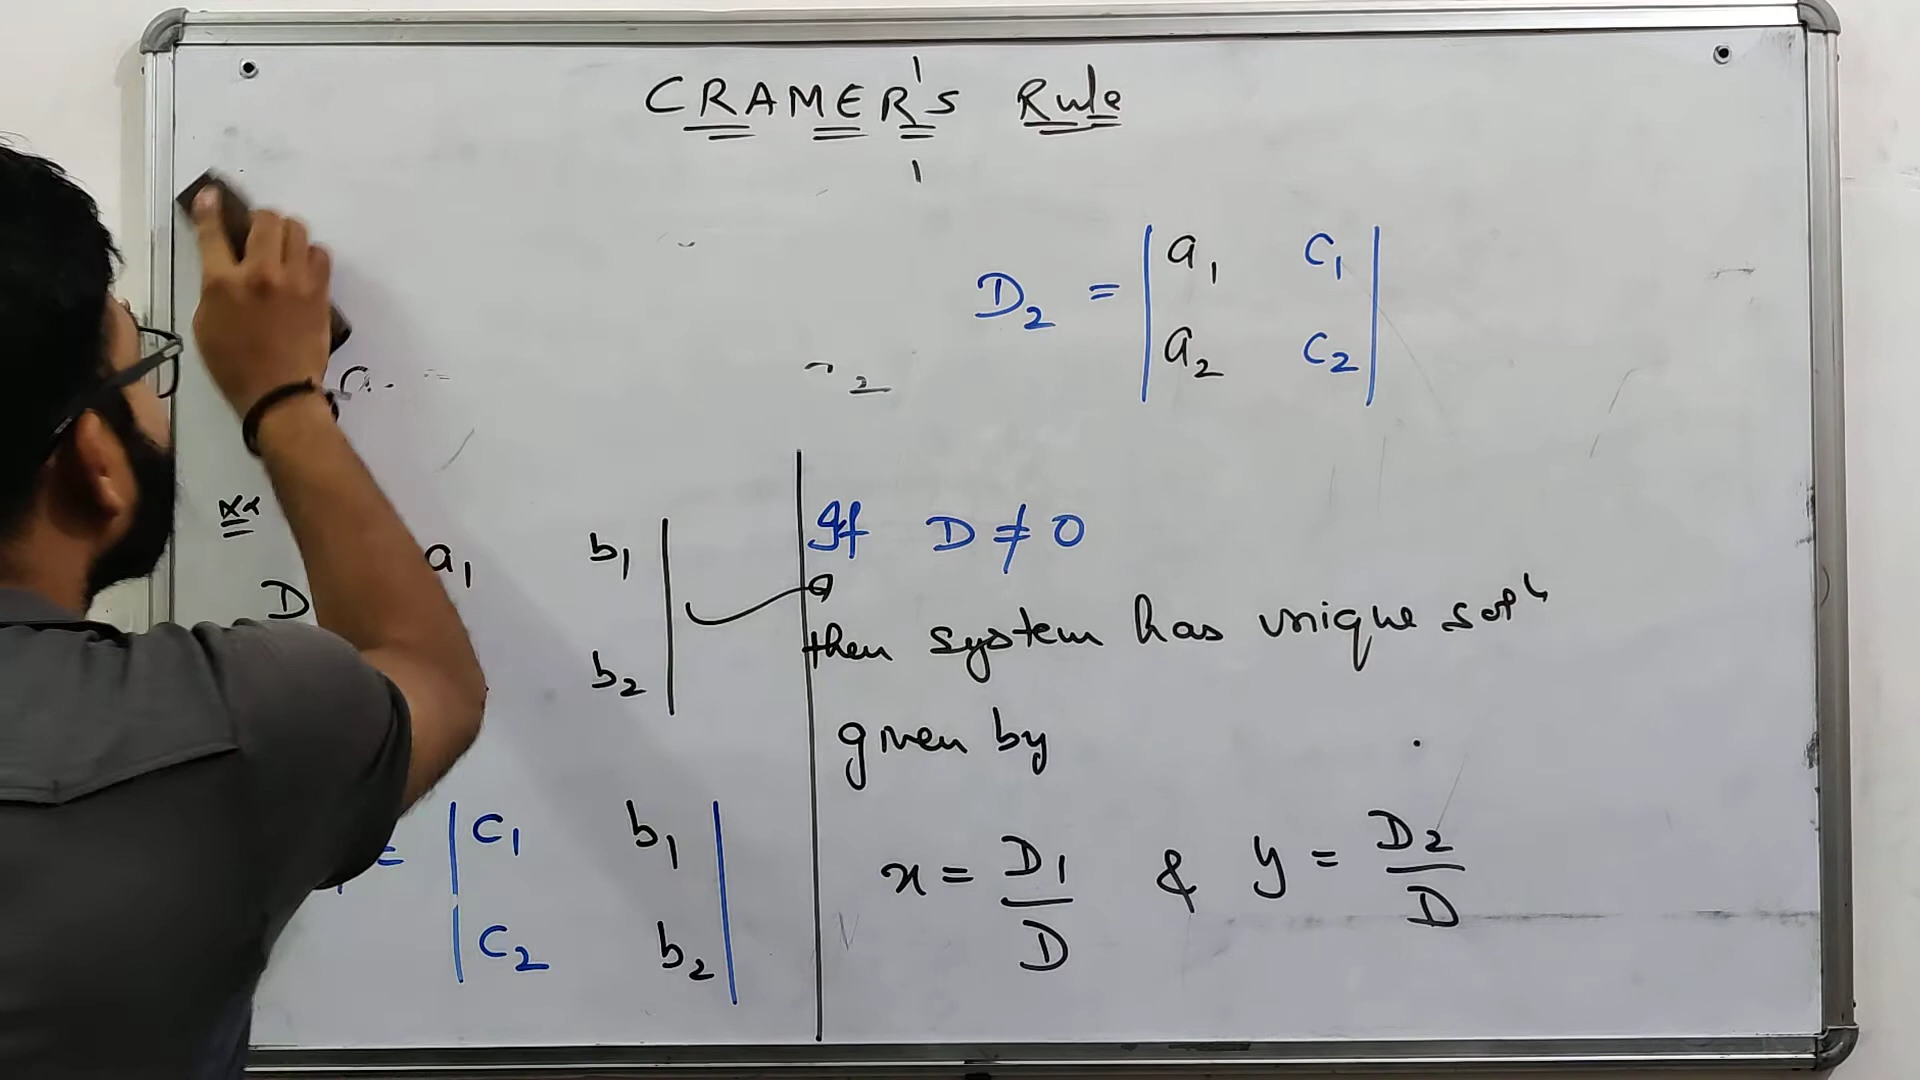 CRAMER'S Rule
D₂ = | a₁ c₁ |
| a₂ c₂ |
D a₁ b₁ |
b₂ |
= | c₁ b₁ |
| c₂ b₂ |
If D ≠ 0
then system has unique solⁿ
given by
x = D₁/D & y = D₂/D